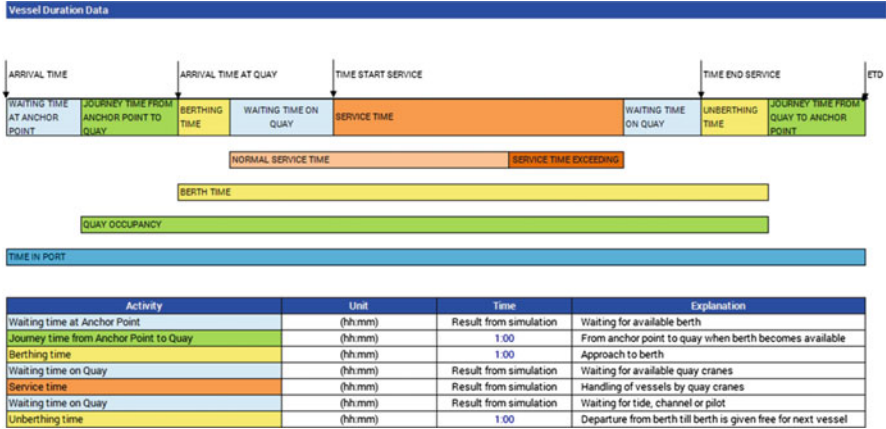 Vessel Duration Data
ARRIVAL TIME
ARRIVAL TIME AT QUAY
TIME START SERVICE
TIME END SERVICE
ETD
WAITING TIME
AT ANCHOR
POINT
JOURNEY TIME FROM
ANCHOR POINT TO
QUAY
BERTHING
TIME
WAITING TIME ON
QUAY
SERVICE TIME
WAITING TIME
ON QUAY
UNBERTHING
TIME
JOURNEY TIME FROM
QUAY TO ANCHOR
POINT
NORMAL SERVICE TIME
SERVICE TIME EXCEEDING
BERTH TIME
QUAY OCCUPANCY
TIME IN PORT
Activity Unit Time Explanation
Waiting time at Anchor Point (hh:mm) Result from simulation Waiting for available berth
Journey time from Anchor Point to Quay (hh:mm) 1:00 From anchor point to quay when berth becomes available
Berthing time (hh:mm) 1:00 Approach to berth
Waiting time on Quay (hh:mm) Result from simulation Waiting for available quay cranes
Service time (hh:mm) Result from simulation Handling of vessels by quay cranes
Waiting time on Quay (hh:mm) Result from simulation Waiting for tide, channel or pilot
Unberthing time (hh:mm) 1:00 Departure from berth till berth is given free for next vessel